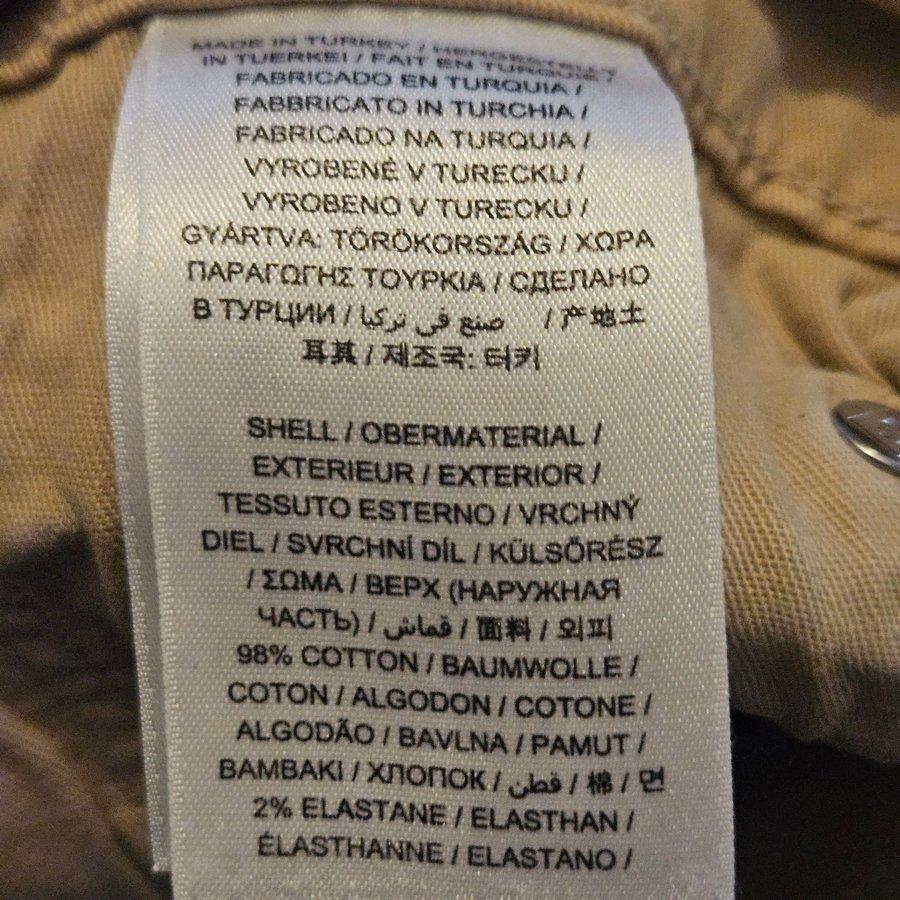 MADE IN TURKEY / HERGESTELLT
IN TUERKEI / FAIT EN TURQUIE /
FABRICADO EN TURQUIA /
FABBRICATO IN TURCHIA /
FABRICADO NA TURQUIA /
VYROBENÉ V TURECKU /
VYROBENO V TURECKU /
GYÁRTVA: TÖRÖKORSZÁG / ΧΩΡΑ
ΠΑΡΑΓΩΓΗΣ ΤΟΥΡΚΙΑ / СДЕЛАНО
В ТУРЦИИ / صنع في تركيا / 产地土
耳其 / 제조국: 터키
SHELL / OBERMATERIAL /
EXTERIEUR / EXTERIOR /
TESSUTO ESTERNO / VRCHNÝ
DIEL / SVRCHNÍ DÍL / KÜLSŐRÉSZ
/ ΣΩΜΑ / ВЕРХ (НАРУЖНАЯ
ЧАСТЬ) / قماش / 面料 / 외피
98% COTTON / BAUMWOLLE /
COTON / ALGODON / COTONE /
ALGODÃO / BAVLNA / PAMUT /
BAMBAKI / ХЛОПОК / قطن / 棉 / 면
2% ELASTANE / ELASTHAN /
ÉLASTHANNE / ELASTANO /